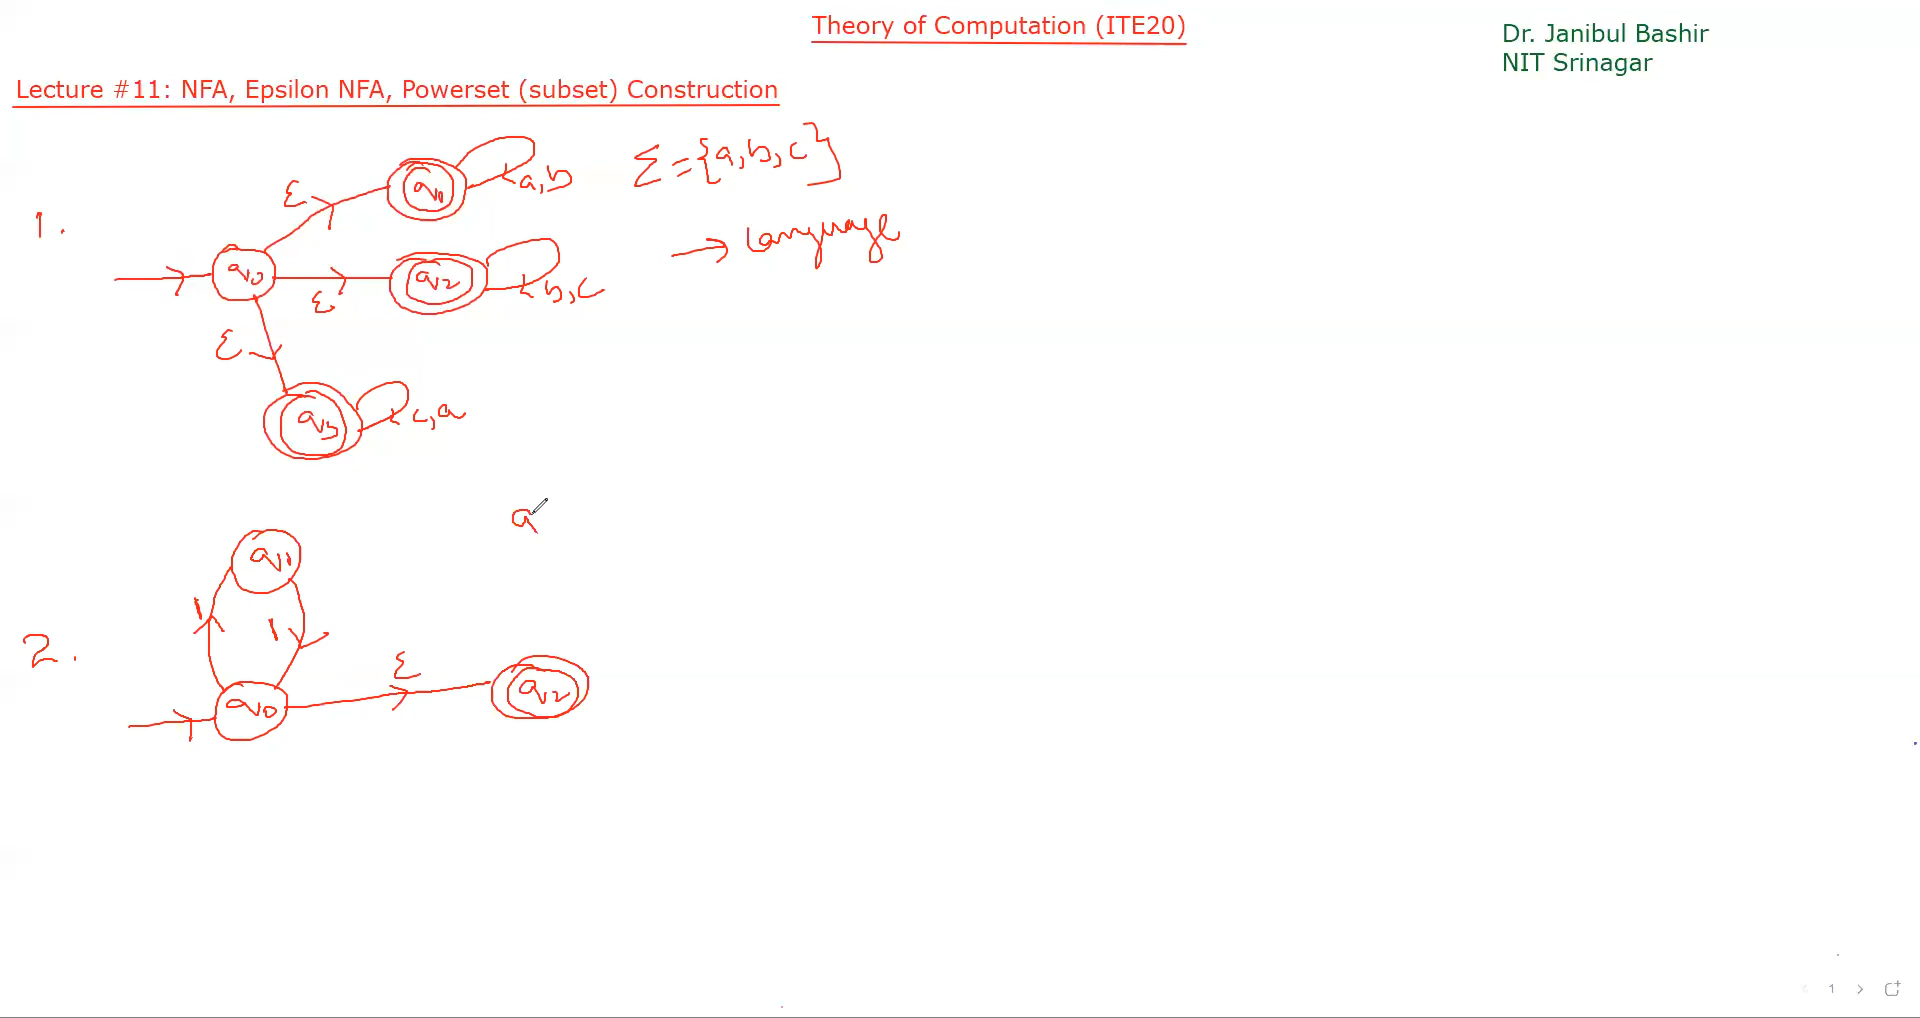 Theory of Computation (ITE20)
Dr. Janibul Bashir
NIT Srinagar
Lecture #11: NFA, Epsilon NFA, Powerset (subset) Construction
1.
q0
ε
q1
a,b
ε
q2
b,c
ε
q3
c,a
Σ={a,b,c}
→ Language
q
2.
q1
1
1
q0
ε
q2
1